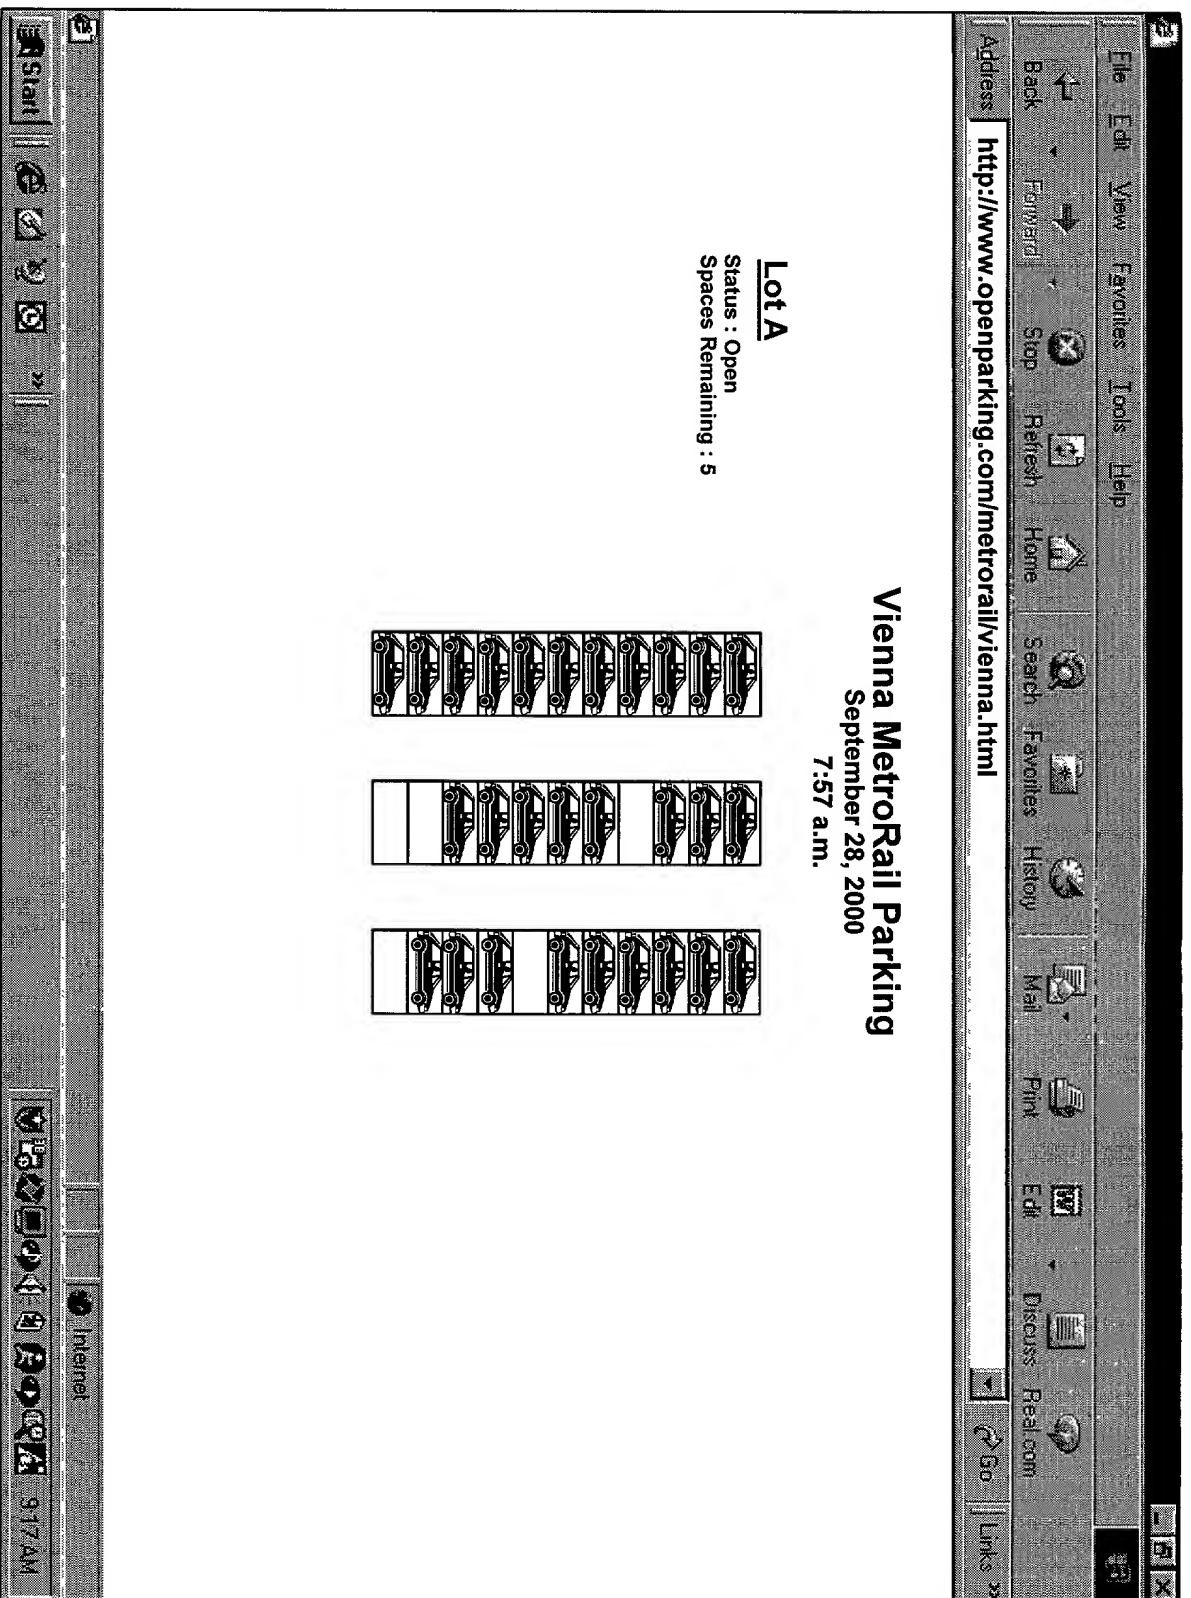 File Edit View Favorites Tools Help
Back Forward Stop Refresh Home Search Favorites History Mail Print Edit Discuss Real.com
Address http://www.openparking.com/metrorail/vienna.html Go Links »
Vienna MetroRail Parking
September 28, 2000
7:57 a.m.
Lot A
Status : Open
Spaces Remaining : 5
Internet
Start » 9:17 AM